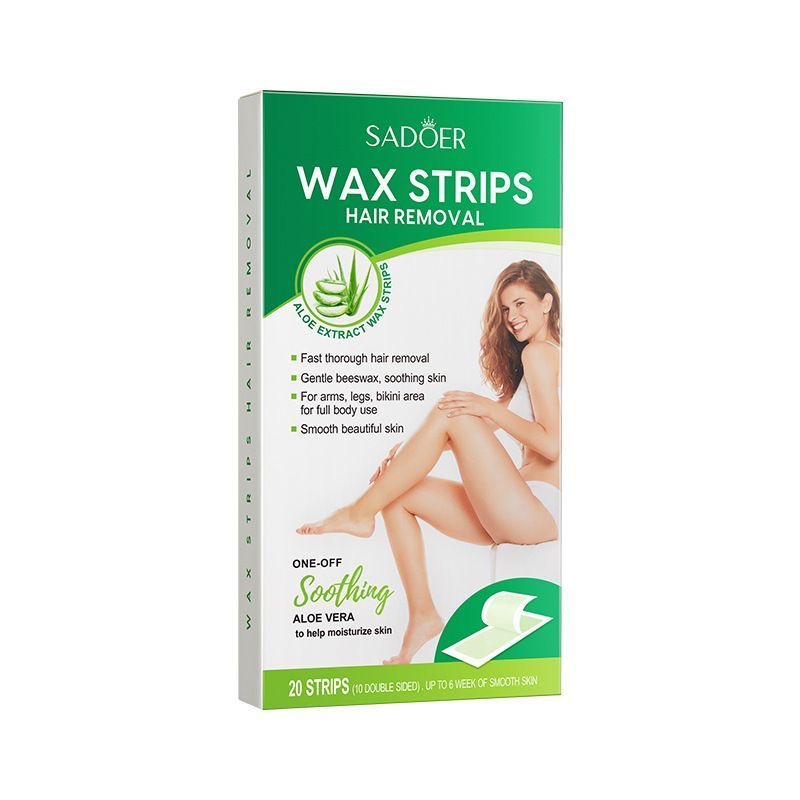 SADOER
WAX STRIPS
HAIR REMOVAL
ALOE EXTRACT WAX STRIPS
Fast thorough hair removal
Gentle beeswax, soothing skin
For arms, legs, bikini area
for full body use
Smooth beautiful skin
ONE-OFF
Soothing
ALOE VERA
to help moisturize skin
20 STRIPS (10 DOUBLE SIDED) . UP TO 6 WEEK OF SMOOTH SKIN
WAX STRIPS HAIR REMOVAL